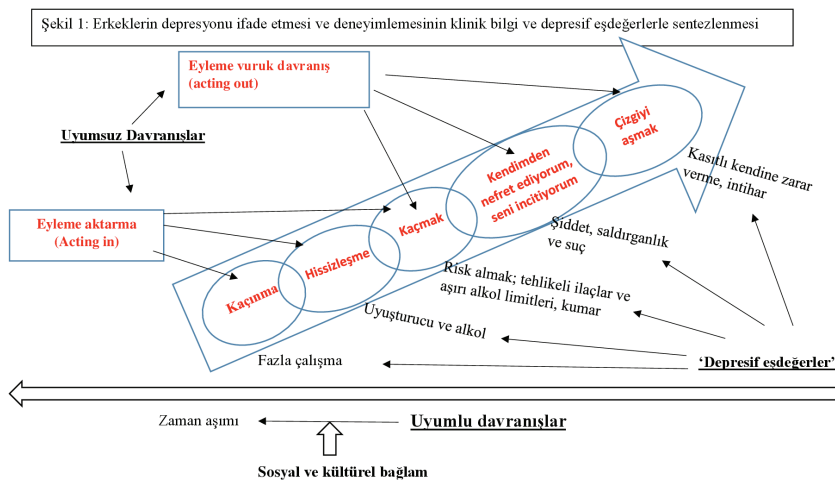 Şekil 1: Erkeklerin depresyonu ifade etmesi ve deneyimlemesinin klinik bilgi ve depresif eşdeğerlerle sentezlenmesi
Eyleme vuruk davranış
(acting out)
Uyumsuz Davranışlar
Eyleme aktarma
(Acting in)
Çizgiyi
aşmak
Kendimden
nefret ediyorum,
seni incitiyorum
Kaçmak
Hissizleşme
Kaçınma
Kasıtlı kendine zarar
verme, intihar
Şiddet, saldırganlık
ve suç
Risk almak; tehlikeli ilaçlar ve
aşırı alkol limitleri, kumar
Uyuşturucu ve alkol
Fazla çalışma
‘Depresif eşdeğerler’
Zaman aşımı
Uyumlu davranışlar
Sosyal ve kültürel bağlam